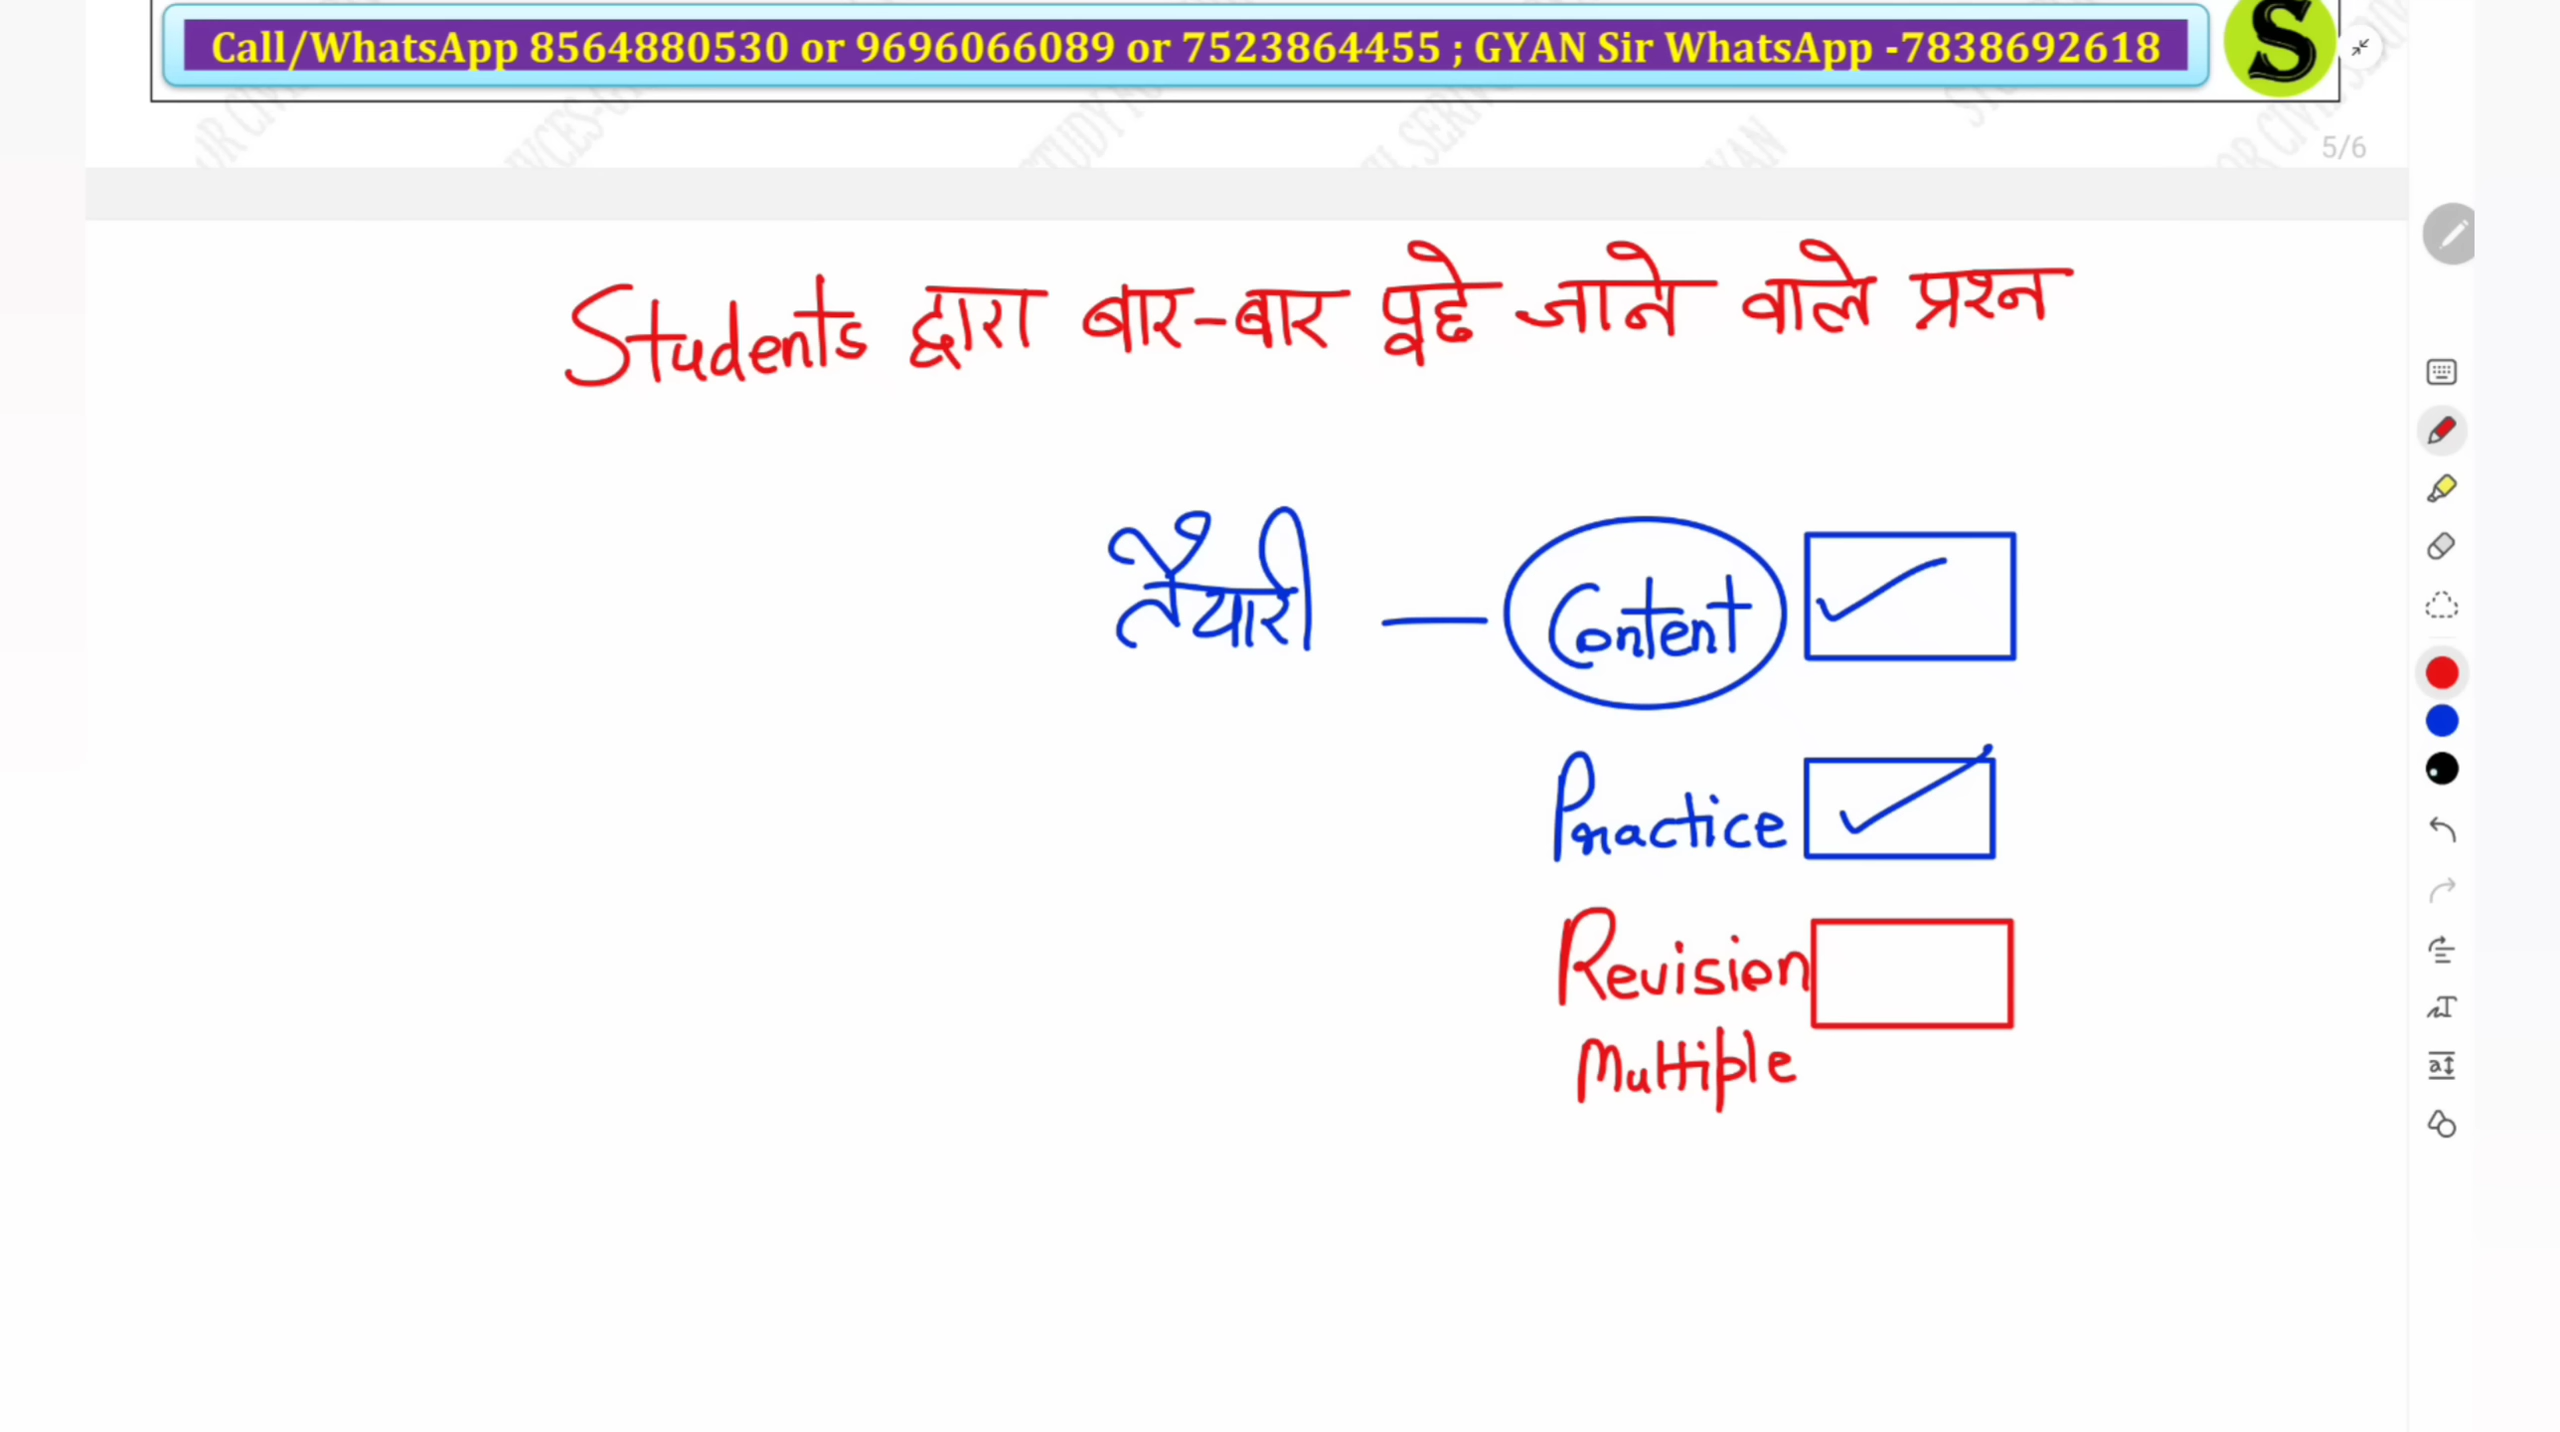 Call/WhatsApp 8564880530 or 9696066089 or 7523864455 ; GYAN Sir WhatsApp -7838692618
S
5/6
Students द्वारा बार-बार पूछे जाने वाले प्रश्न
तैयारी — Content
Practice
Revision
Multiple